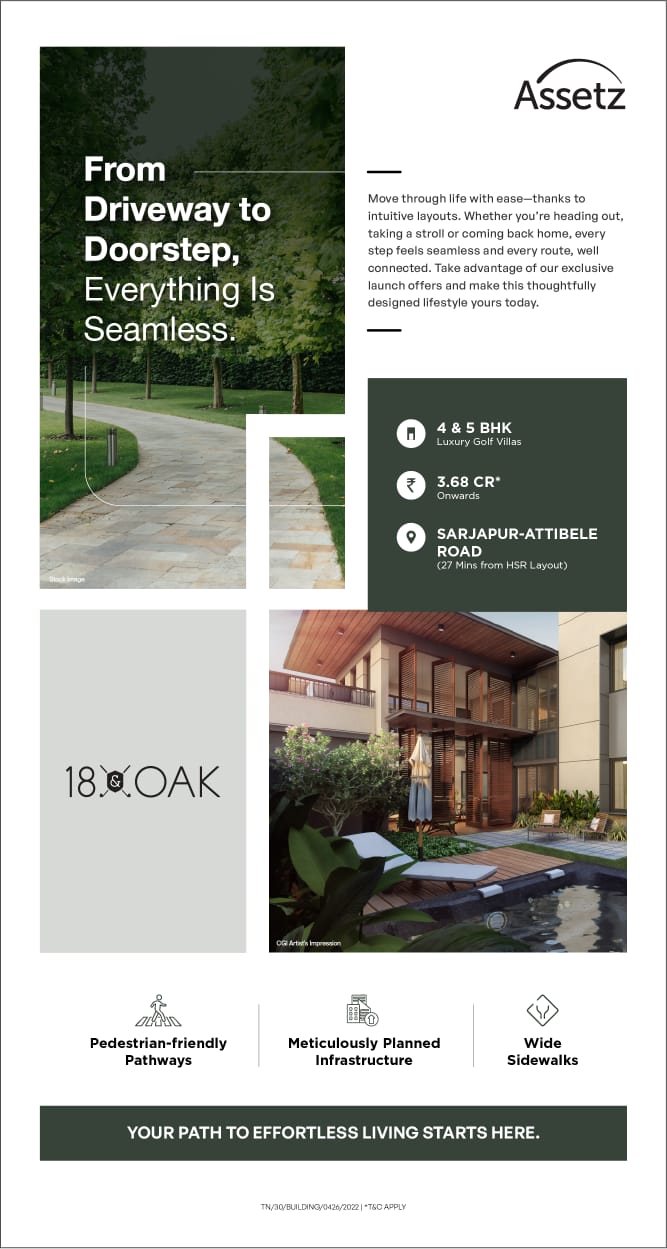 Assetz
From
Driveway to
Doorstep,
Everything Is
Seamless.
Stock Image
Move through life with ease—thanks to
intuitive layouts. Whether you’re heading out,
taking a stroll or coming back home, every
step feels seamless and every route, well
connected. Take advantage of our exclusive
launch offers and make this thoughtfully
designed lifestyle yours today.
4 & 5 BHK
Luxury Golf Villas
₹
3.68 CR*
Onwards
SARJAPUR-ATTIBELE
ROAD
(27 Mins from HSR Layout)
18 & OAK
CGI Artist's Impression
Pedestrian-friendly
Pathways
Meticulously Planned
Infrastructure
Wide
Sidewalks
YOUR PATH TO EFFORTLESS LIVING STARTS HERE.
TN/30/BUILDING/0426/2022 | *T&C APPLY